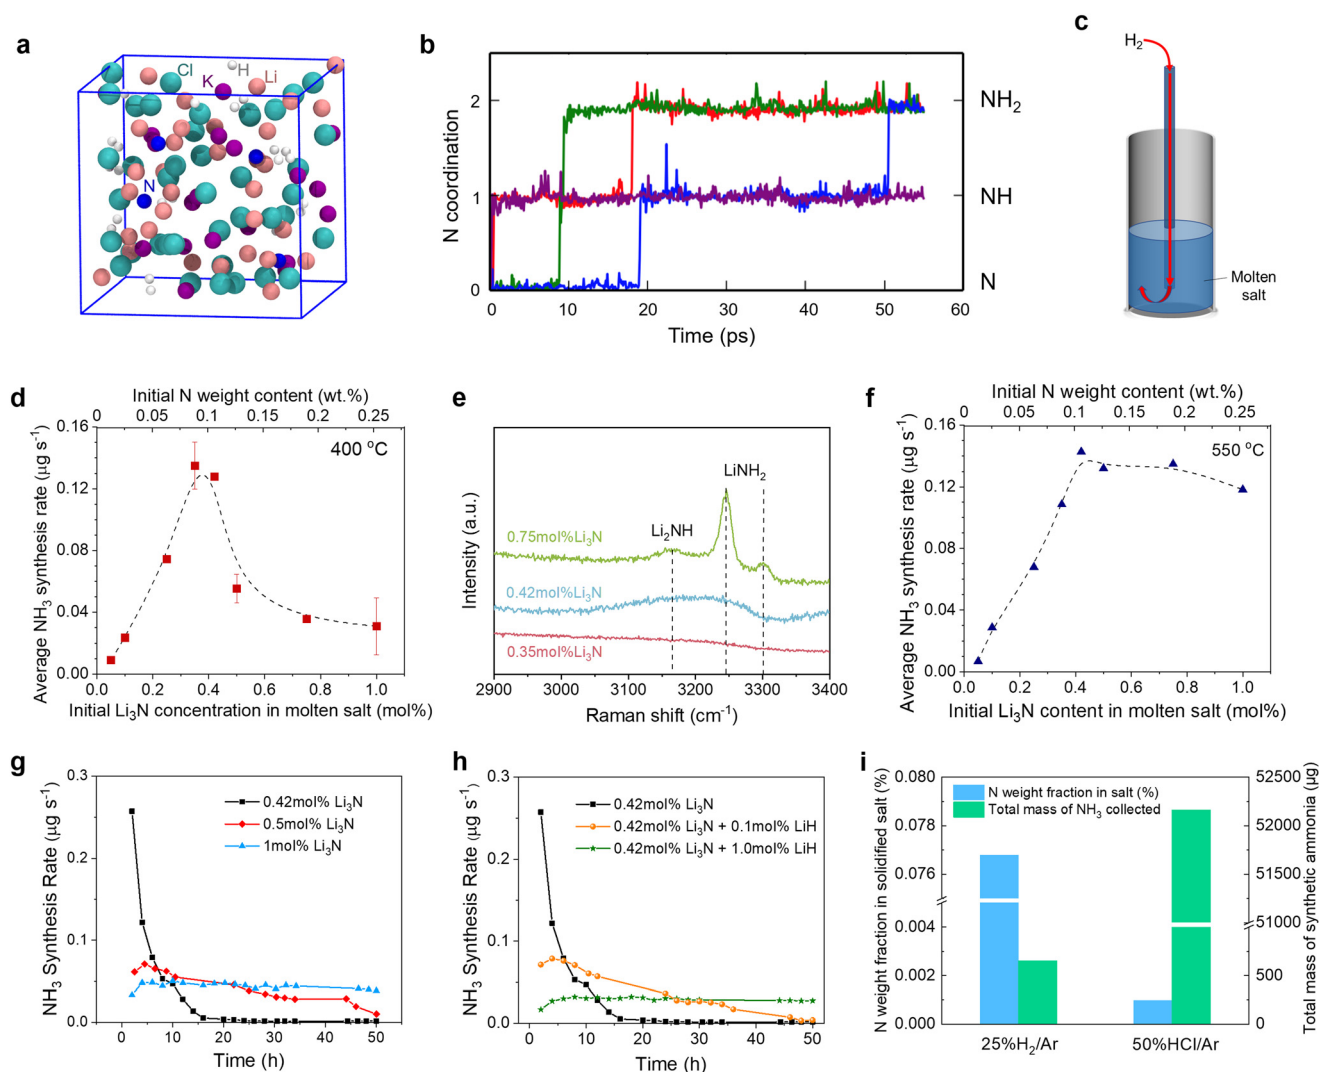 a
Cl
H
K
Li
N
b
N coordination
2
1
0
0
10
20
30
40
50
60
Time (ps)
NH₂
NH
N
c
H₂
Molten
salt
d
Initial N weight content (wt.%)
0 0.05 0.10 0.15 0.20 0.25
400 °C
Average NH₃ synthesis rate (µg s⁻¹)
0.16
0.12
0.08
0.04
0.00
0.0 0.2 0.4 0.6 0.8 1.0
Initial Li₃N concentration in molten salt (mol%)
e
Intensity (a.u.)
LiNH₂
Li₂NH
0.75mol%Li₃N
0.42mol%Li₃N
0.35mol%Li₃N
2900 3000 3100 3200 3300 3400
Raman shift (cm⁻¹)
f
Initial N weight content (wt.%)
0 0.05 0.10 0.15 0.20 0.25
550 °C
Average NH₃ synthesis rate (µg s⁻¹)
0.16
0.12
0.08
0.04
0.00
0.0 0.2 0.4 0.6 0.8 1.0
Initial Li₃N content in molten salt (mol%)
g
NH₃ Synthesis Rate (µg s⁻¹)
0.3
0.2
0.1
0.0
0.42mol% Li₃N
0.5mol% Li₃N
1mol% Li₃N
0 10 20 30 40 50
Time (h)
h
NH₃ Synthesis Rate (µg s⁻¹)
0.3
0.2
0.1
0.0
0.42mol% Li₃N
0.42mol% Li₃N + 0.1mol% LiH
0.42mol% Li₃N + 1.0mol% LiH
0 10 20 30 40 50
Time (h)
i
N weight fraction in solidified salt (%)
0.080
0.078
0.076
0.004
0.002
0.000
N weight fraction in salt (%)
Total mass of NH₃ collected
52500
52000
51500
51000
500
0
Total mass of synthetic ammonia (µg)
25%H₂/Ar
50%HCl/Ar